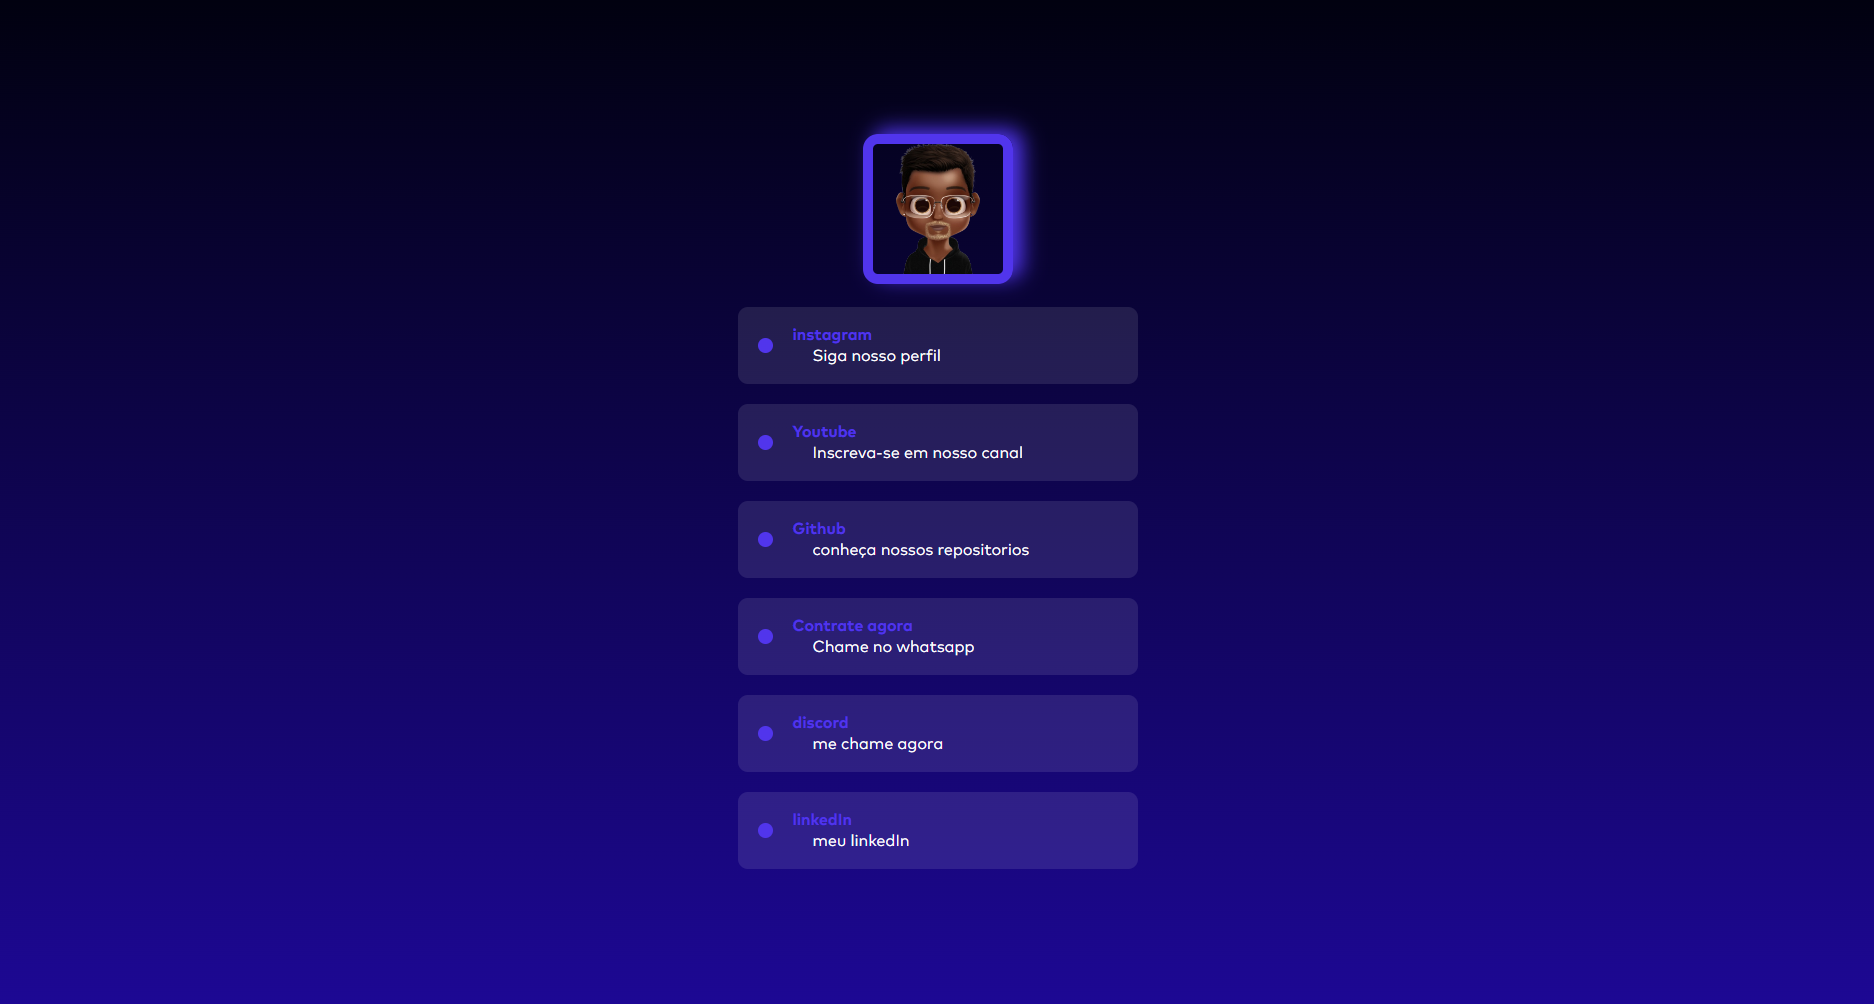 instagram
Siga nosso perfil
Youtube
Inscreva-se em nosso canal
Github
conheça nossos repositorios
Contrate agora
Chame no whatsapp
discord
me chame agora
linkedIn
meu linkedIn